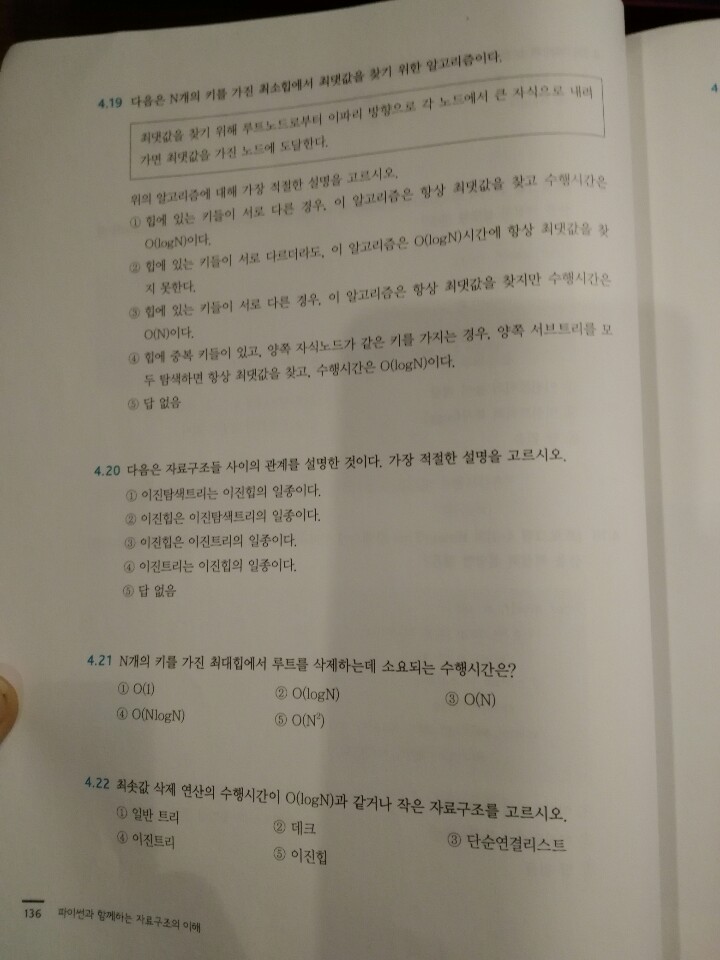 4.19 다음은 N개의 키를 가진 최소힙에서 최댓값을 찾기 위한 알고리즘이다.
최댓값을 찾기 위해 루트노드로부터 이파리 방향으로 각 노드에서 큰 자식으로 내려
가면 최댓값을 가진 노드에 도달한다.
위의 알고리즘에 대해 가장 적절한 설명을 고르시오.
① 힙에 있는 키들이 서로 다른 경우, 이 알고리즘은 항상 최댓값을 찾고 수행시간은
O(logN)이다.
② 힙에 있는 키들이 서로 다르더라도, 이 알고리즘은 O(logN)시간에 항상 최댓값을 찾
지 못한다.
③ 힙에 있는 키들이 서로 다른 경우, 이 알고리즘은 항상 최댓값을 찾지만 수행시간은
O(N)이다.
④ 힙에 중복 키들이 있고, 양쪽 자식노드가 같은 키를 가지는 경우, 양쪽 서브트리를 모
두 탐색하면 항상 최댓값을 찾고, 수행시간은 O(logN)이다.
⑤ 답 없음
4.20 다음은 자료구조들 사이의 관계를 설명한 것이다. 가장 적절한 설명을 고르시오.
① 이진탐색트리는 이진힙의 일종이다.
② 이진힙은 이진탐색트리의 일종이다.
③ 이진힙은 이진트리의 일종이다.
④ 이진트리는 이진힙의 일종이다.
⑤ 답 없음
4.21 N개의 키를 가진 최대힙에서 루트를 삭제하는데 소요되는 수행시간은?
① O(1) ② O(logN) ③ O(N)
④ O(NlogN) ⑤ O(N²)
4.22 최솟값 삭제 연산의 수행시간이 O(logN)과 같거나 작은 자료구조를 고르시오.
① 일반 트리 ② 데크 ③ 단순연결리스트
④ 이진트리 ⑤ 이진힙
136 파이썬과 함께하는 자료구조의 이해